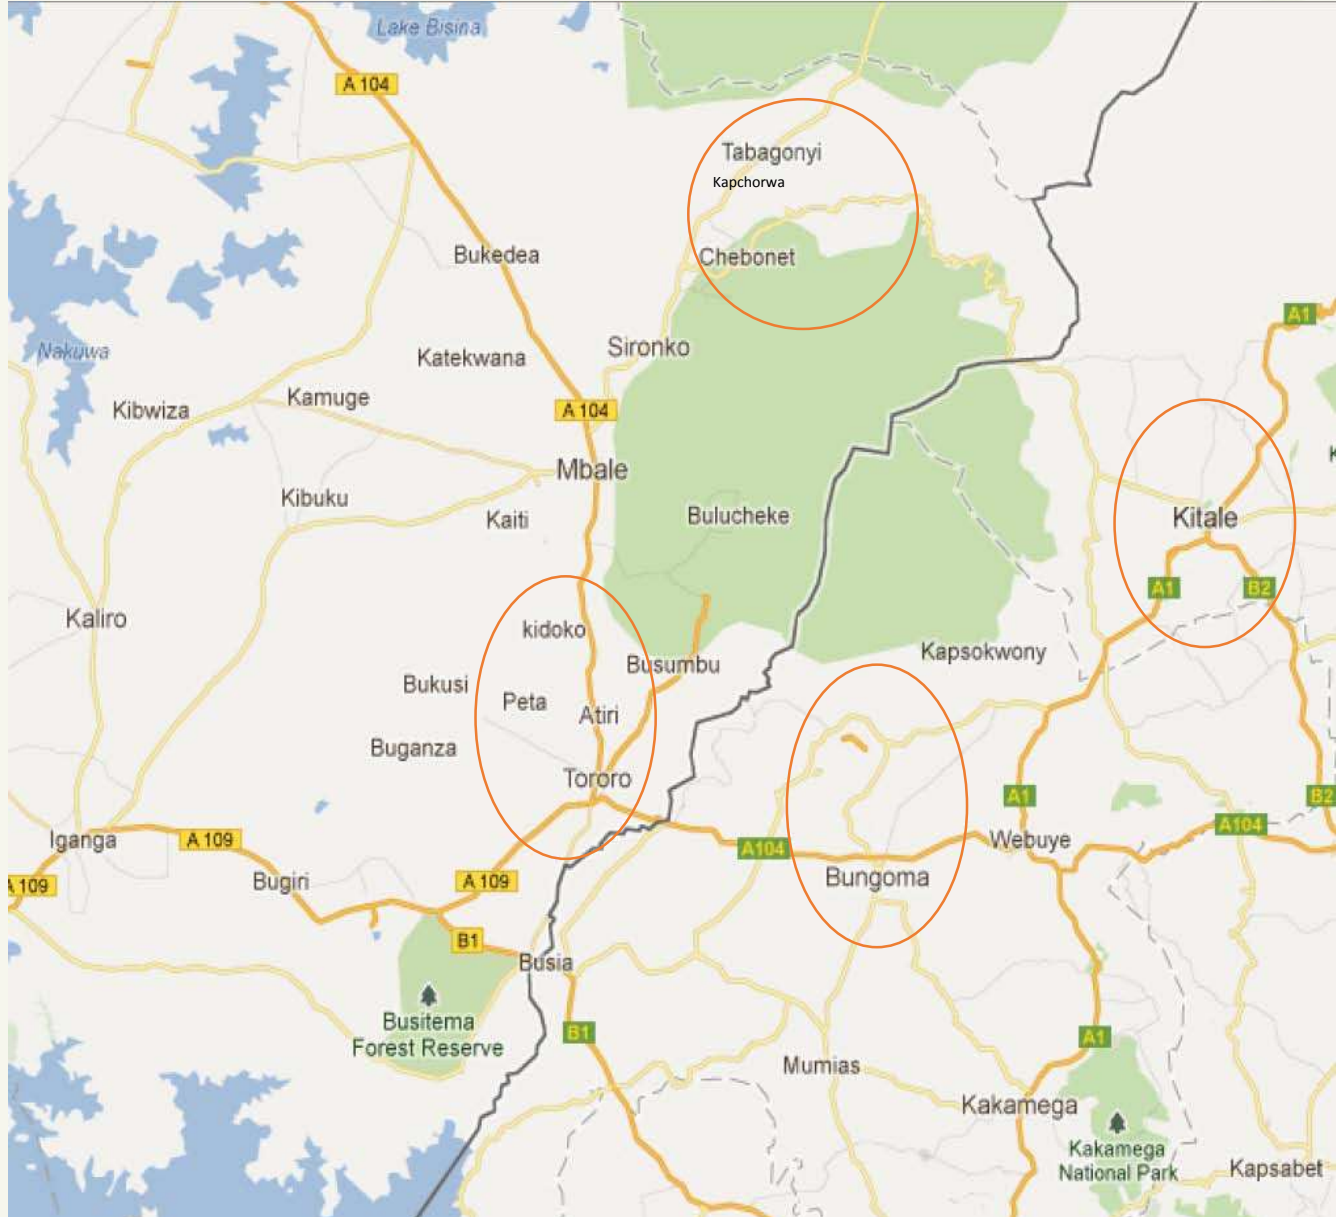 Lake Bisina
A 104
Tabagonyi
Kapchorwa
Bukedea
Chebonet
A1
Nakuwa
Katekwana
Sironko
Kibwiza
Kamuge
A 104
K
Mbale
Kibuku
Kaiti
Bulucheke
Kitale
A1
B2
Kaliro
kidoko
Busumbu
Kapsokwony
Bukusi
Peta
Atiri
Buganza
Tororo
A1
B2
Iganga
A 109
A104
Webuye
A104
Bugiri
A 109
Bungoma
A 109
B1
Busia
Busitema
Forest Reserve
B1
A1
Mumias
Kakamega
Kakamega
National Park
Kapsabet